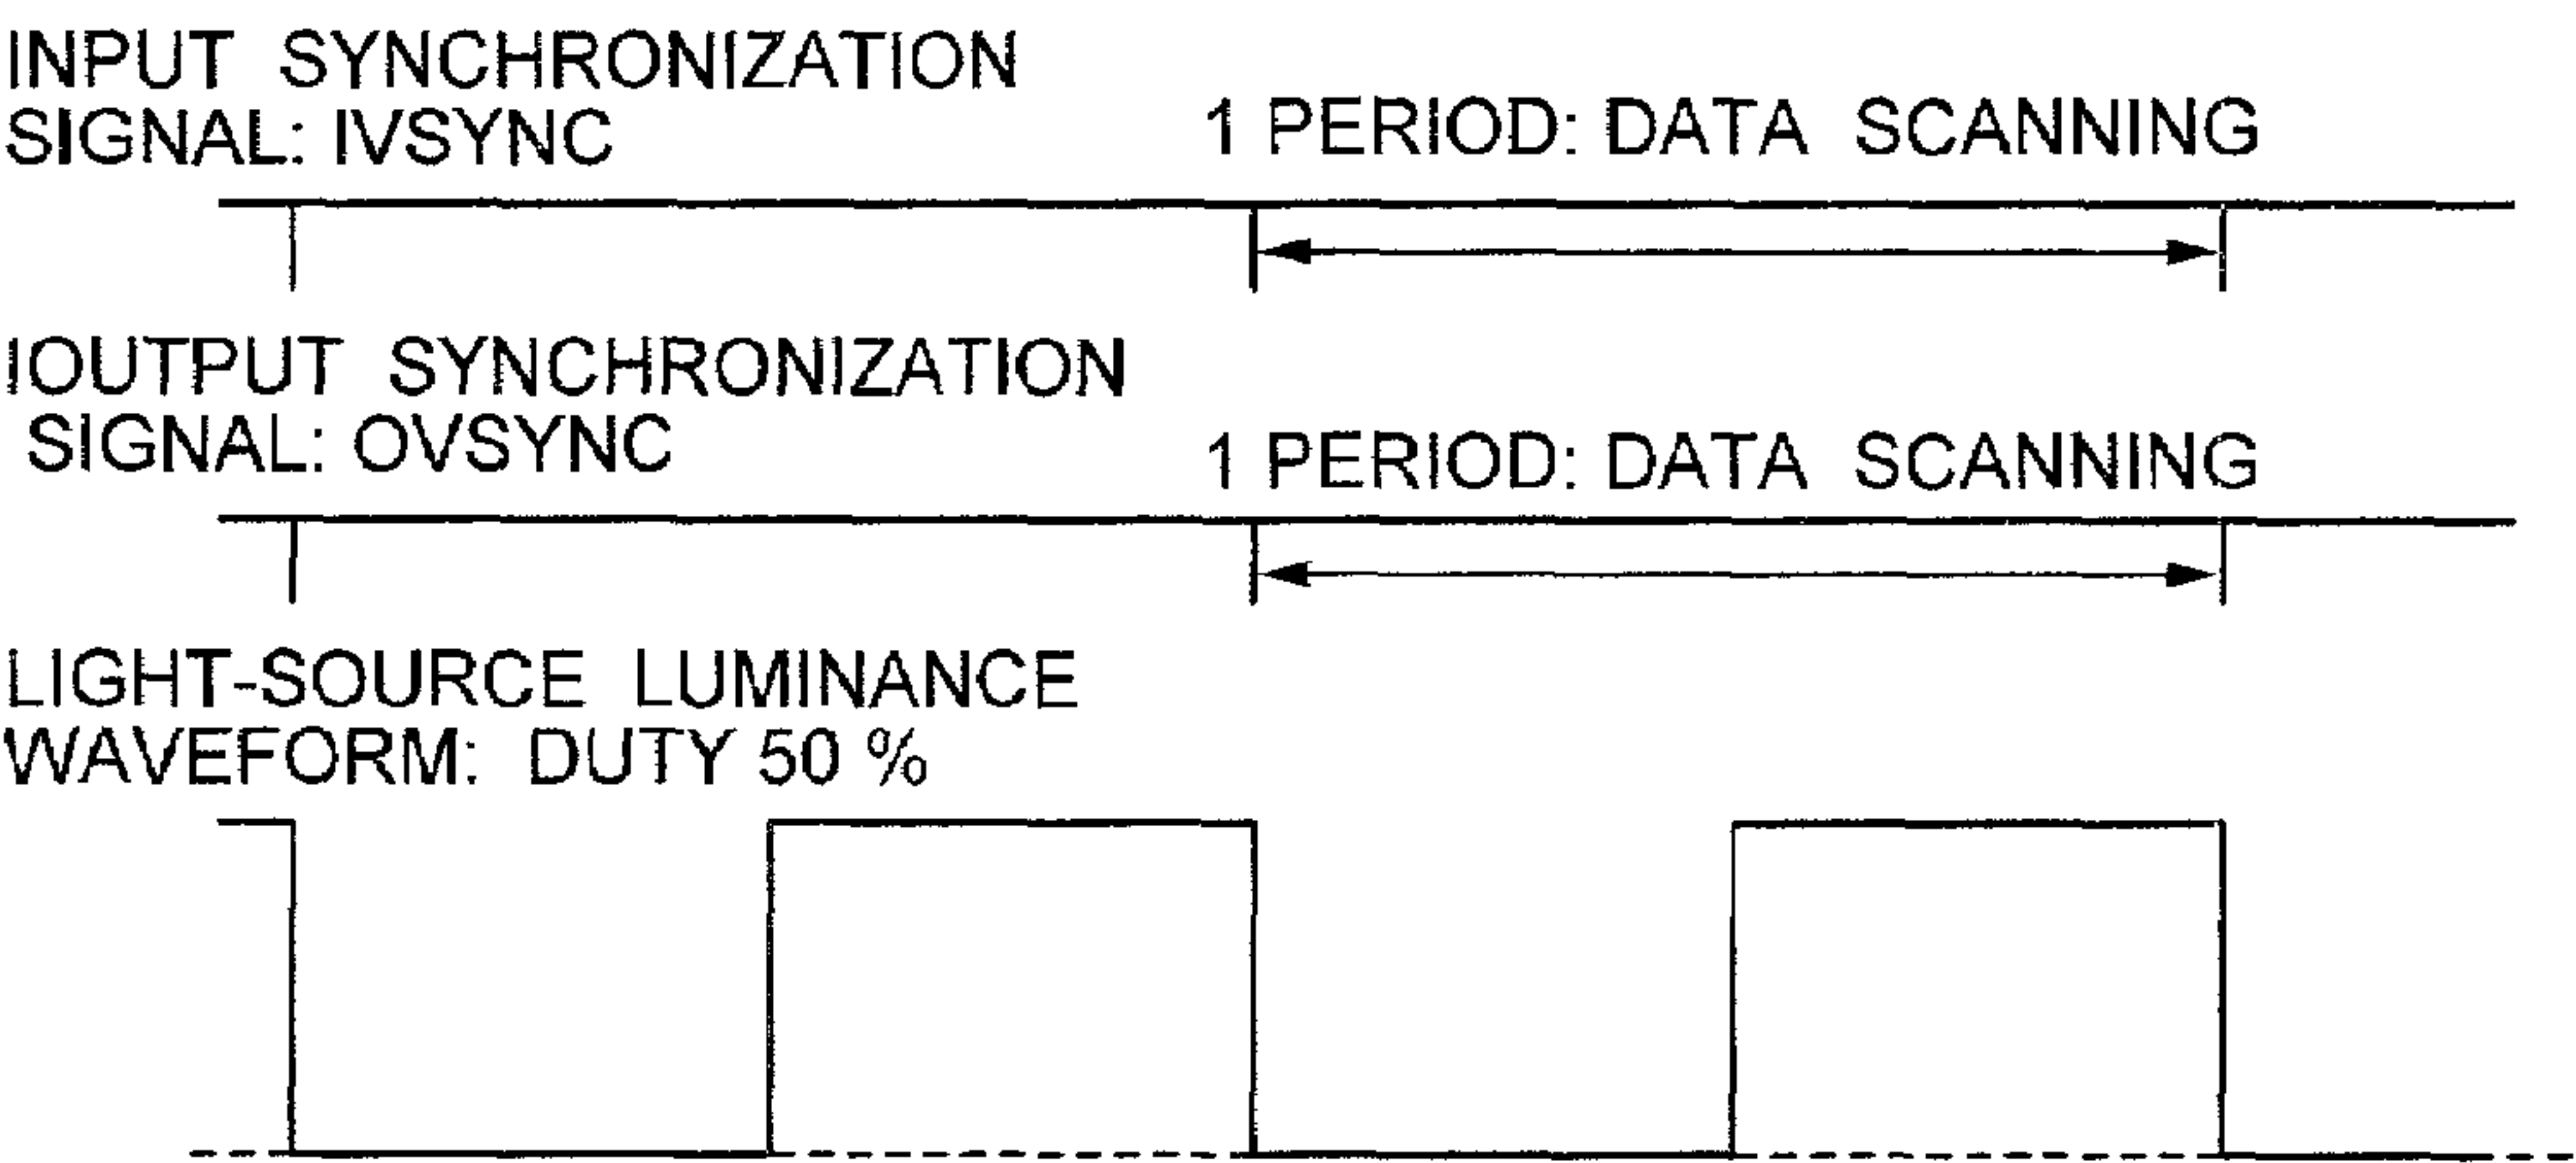 INPUT SYNCHRONIZATION
SIGNAL: IVSYNC
1 PERIOD: DATA SCANNING
IOUTPUT SYNCHRONIZATION
SIGNAL: OVSYNC
1 PERIOD: DATA SCANNING
LIGHT-SOURCE LUMINANCE
WAVEFORM: DUTY 50 %